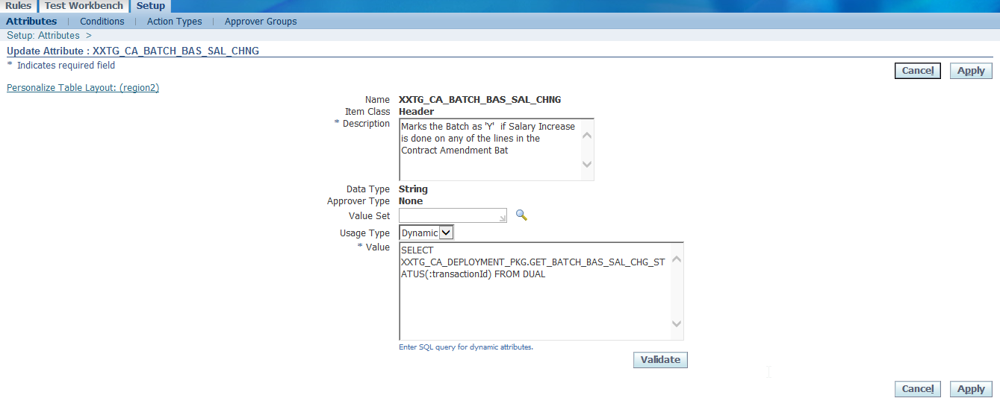 Rules Test Workbench Setup
Attributes | Conditions | Action Types | Approver Groups
Setup: Attributes >
Update Attribute : XXTG_CA_BATCH_BAS_SAL_CHNG
* Indicates required field
Cancel Apply
Personalize Table Layout: (region2)
Name XXTG_CA_BATCH_BAS_SAL_CHNG
Item Class Header
* Description Marks the Batch as 'Y' if Salary Increase
is done on any of the lines in the
Contract Amendment Bat
Data Type String
Approver Type None
Value Set
Usage Type Dynamic
* Value SELECT
XXTG_CA_DEPLOYMENT_PKG.GET_BATCH_BAS_SAL_CHG_ST
ATUS(:transactionId) FROM DUAL
Enter SQL query for dynamic attributes.
Validate
Cancel Apply